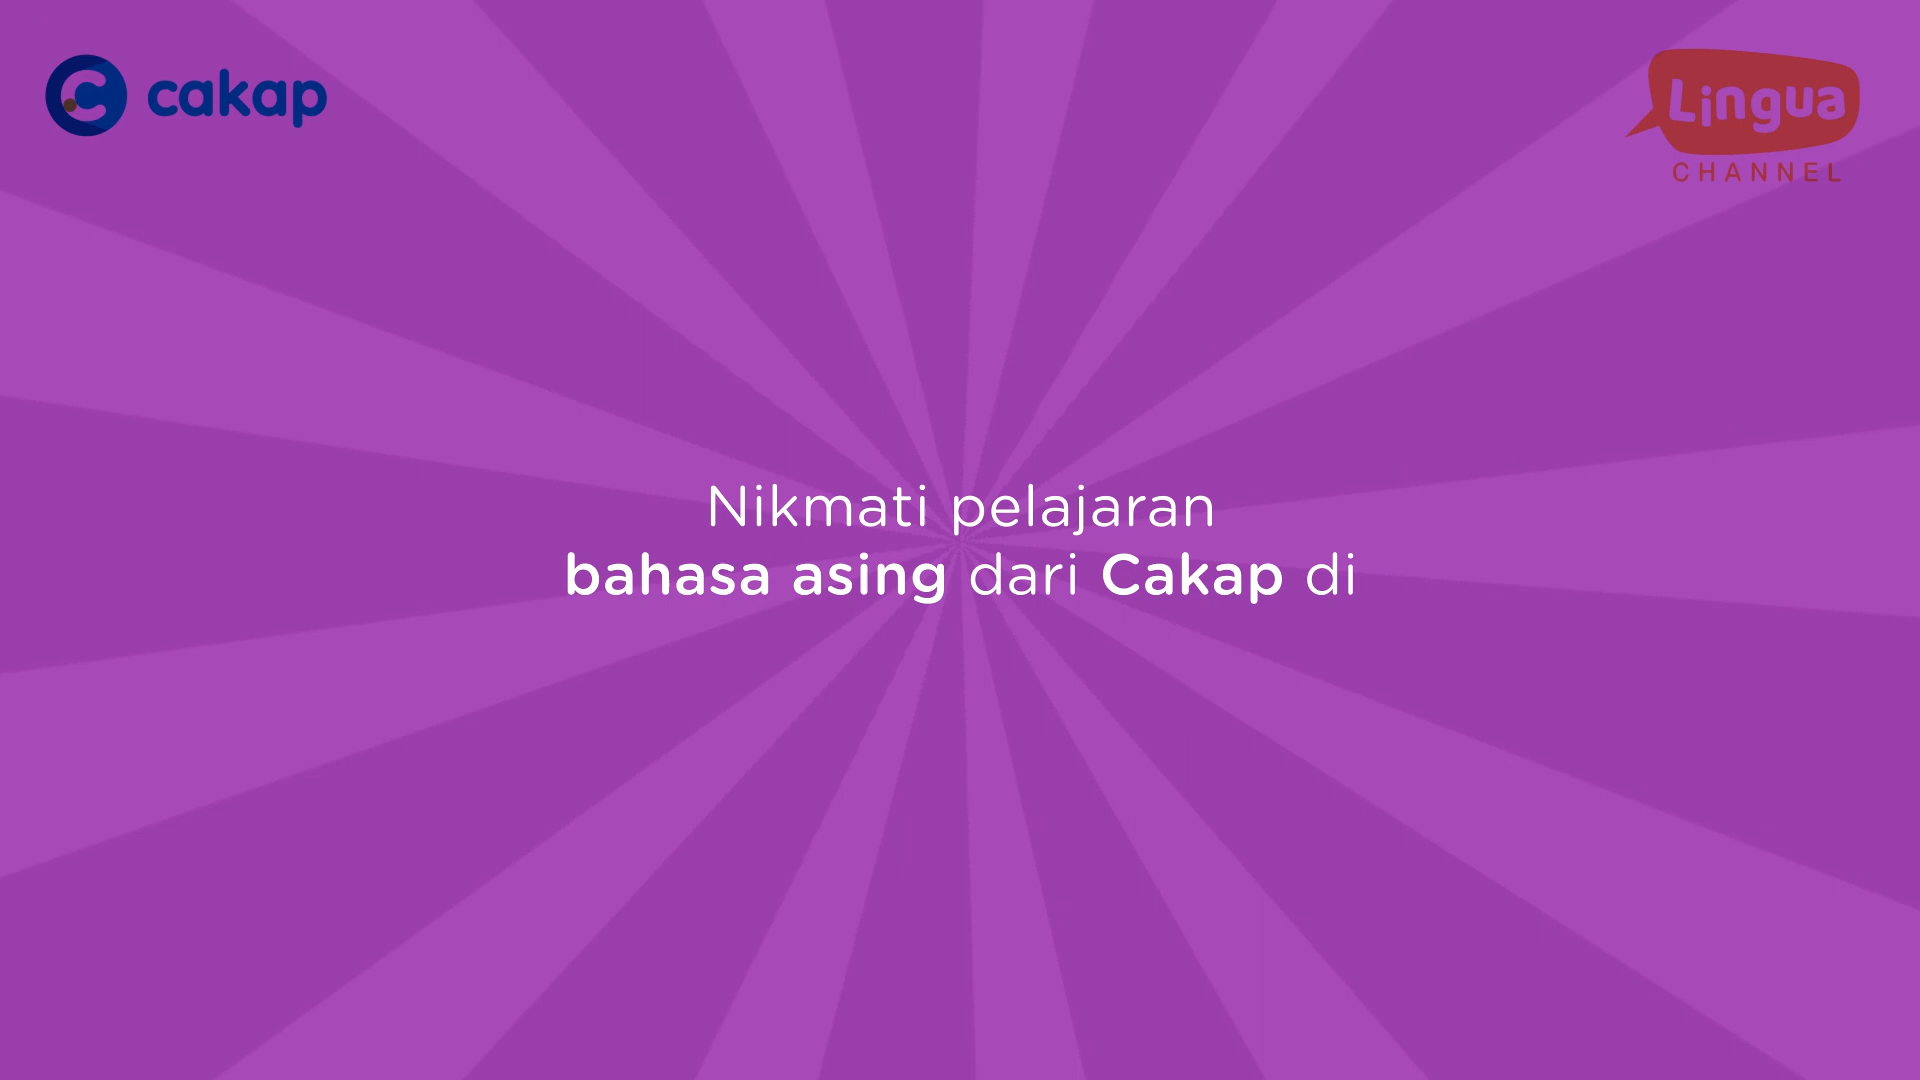 cakap
Lingua
CHANNEL
Nikmati pelajaran
bahasa asing dari Cakap di